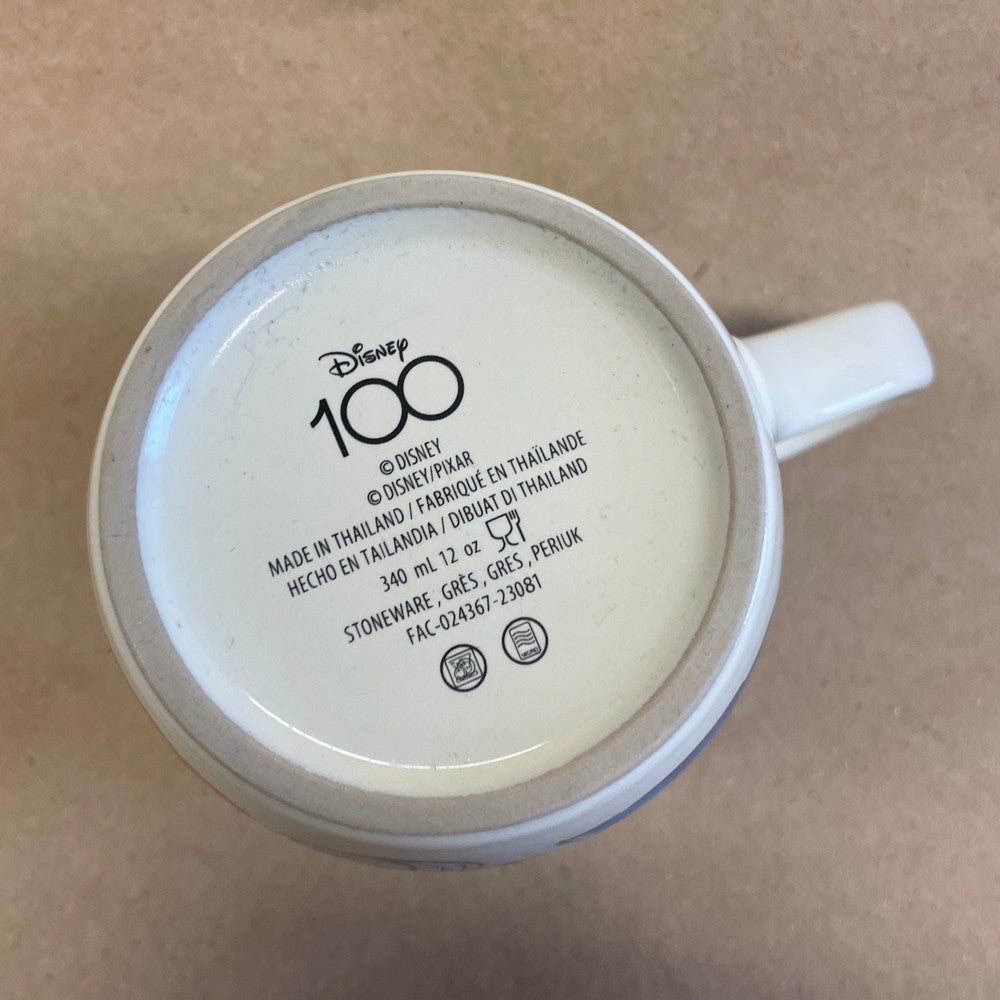 Disney
100
© DISNEY
© DISNEY/PIXAR
MADE IN THAILAND / FABRIQUÉ EN THAÏLANDE
HECHO EN TAILANDIA / DIBUAT DI THAILAND
340 mL 12 oz
STONEWARE , GRÈS , GRES , PERIUK
FAC-024367-23081